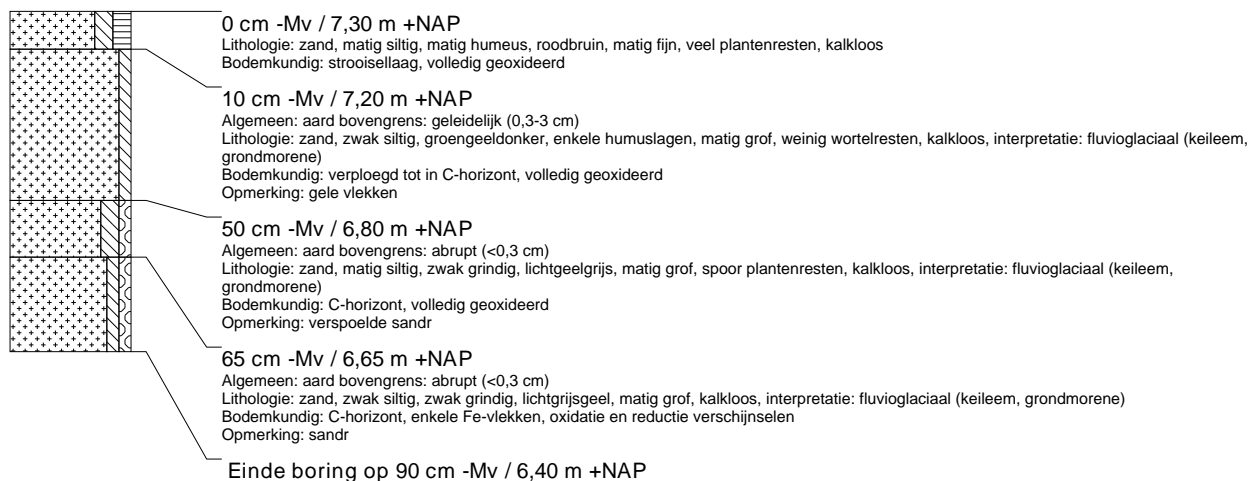 0 cm -Mv / 7,30 m +NAP
Lithologie: zand, matig siltig, matig humeus, roodbruin, matig fijn, veel plantenresten, kalkloos
Bodemkundig: strooisellaag, volledig geoxideerd
10 cm -Mv / 7,20 m +NAP
Algemeen: aard bovengrens: geleidelijk (0,3-3 cm)
Lithologie: zand, zwak siltig, groengeeldonker, enkele humuslagen, matig grof, weinig wortelresten, kalkloos, interpretatie: fluvioglaciaal (keileem,
grondmorene)
Bodemkundig: verploegd tot in C-horizont, volledig geoxideerd
Opmerking: gele vlekken
50 cm -Mv / 6,80 m +NAP
Algemeen: aard bovengrens: abrupt (<0,3 cm)
Lithologie: zand, matig siltig, zwak grindig, lichtgeelgrijs, matig grof, spoor plantenresten, kalkloos, interpretatie: fluvioglaciaal (keileem,
grondmorene)
Bodemkundig: C-horizont, volledig geoxideerd
Opmerking: verspoelde sandr
65 cm -Mv / 6,65 m +NAP
Algemeen: aard bovengrens: abrupt (<0,3 cm)
Lithologie: zand, zwak siltig, zwak grindig, lichtgrijsgeel, matig grof, kalkloos, interpretatie: fluvioglaciaal (keileem, grondmorene)
Bodemkundig: C-horizont, enkele Fe-vlekken, oxidatie en reductie verschijnselen
Opmerking: sandr
Einde boring op 90 cm -Mv / 6,40 m +NAP